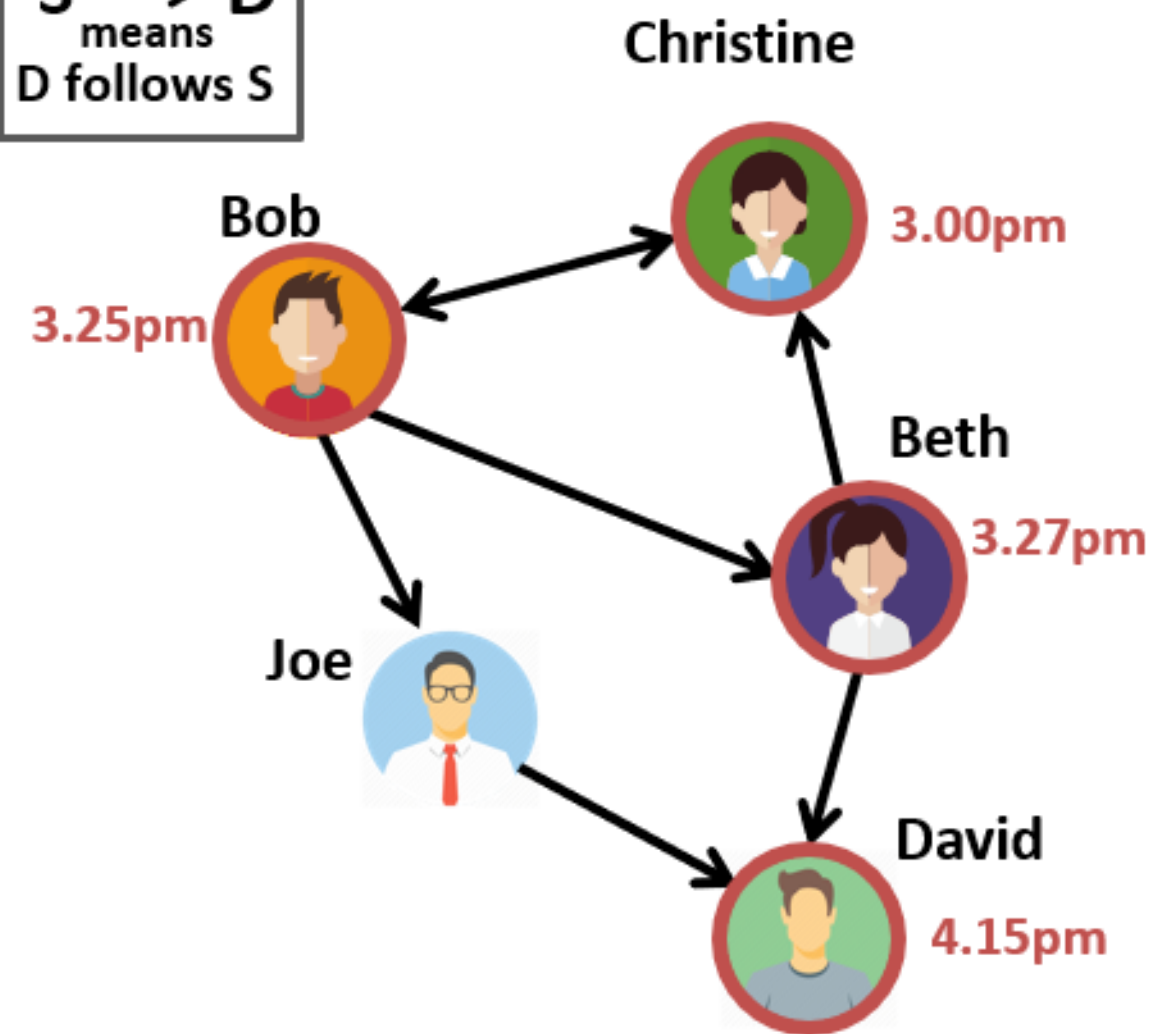 S --> D
means
D follows S
Christine
Bob
3.00pm
3.25pm
Beth
3.27pm
Joe
David
4.15pm